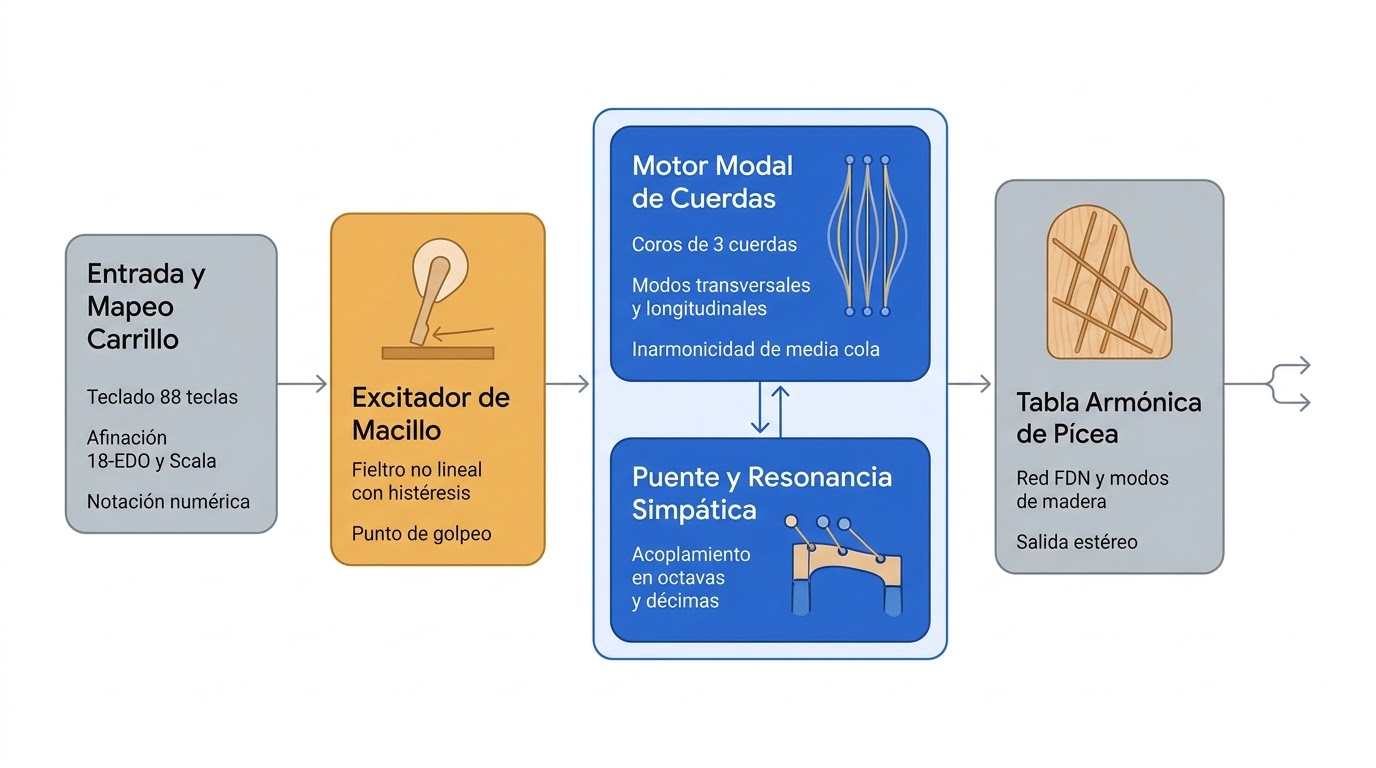 Entrada y
Mapeo
Carrillo
Teclado 88 teclas
Afinación
18-EDO y Scala
Notación numérica
Excitador de
Macillo
Fieltro no lineal
con histéresis
Punto de golpeo
Motor Modal
de Cuerdas
Coros de 3 cuerdas
Modos transversales
y longitudinales
Inarmonicidad de media cola
Puente y Resonancia
Simpática
Acoplamiento
en octavas
y décimas
Tabla Armónica
de Pícea
Red FDN y modos
de madera
Salida estéreo